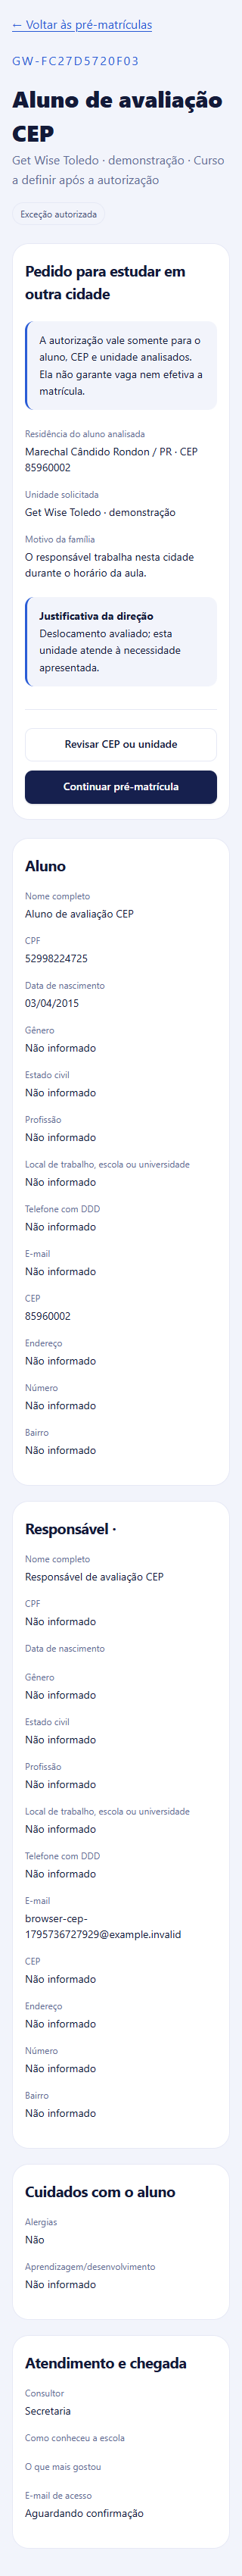 ← Voltar às pré-matrículas
GW-FC27D5720F03
Aluno de avaliação
CEP
Get Wise Toledo · demonstração · Curso
a definir após a autorização
Exceção autorizada
Pedido para estudar em
outra cidade
A autorização vale somente para o
aluno, CEP e unidade analisados.
Ela não garante vaga nem efetiva a
matrícula.
Residência do aluno analisada
Marechal Cândido Rondon / PR · CEP
85960002
Unidade solicitada
Get Wise Toledo · demonstração
Motivo da família
O responsável trabalha nesta cidade
durante o horário da aula.
Justificativa da direção
Deslocamento avaliado; esta
unidade atende à necessidade
apresentada.
Revisar CEP ou unidade
Continuar pré-matrícula
Aluno
Nome completo
Aluno de avaliação CEP
CPF
52998224725
Data de nascimento
03/04/2015
Gênero
Não informado
Estado civil
Não informado
Profissão
Não informado
Local de trabalho, escola ou universidade
Não informado
Telefone com DDD
Não informado
E-mail
Não informado
CEP
85960002
Endereço
Não informado
Número
Não informado
Bairro
Não informado
Responsável ·
Nome completo
Responsável de avaliação CEP
CPF
Não informado
Data de nascimento
Gênero
Não informado
Estado civil
Não informado
Profissão
Não informado
Local de trabalho, escola ou universidade
Não informado
Telefone com DDD
Não informado
E-mail
browser-cep-
1795736727929@example.invalid
CEP
Não informado
Endereço
Não informado
Número
Não informado
Bairro
Não informado
Cuidados com o aluno
Alergias
Não
Aprendizagem/desenvolvimento
Não informado
Atendimento e chegada
Consultor
Secretaria
Como conheceu a escola
O que mais gostou
E-mail de acesso
Aguardando confirmação